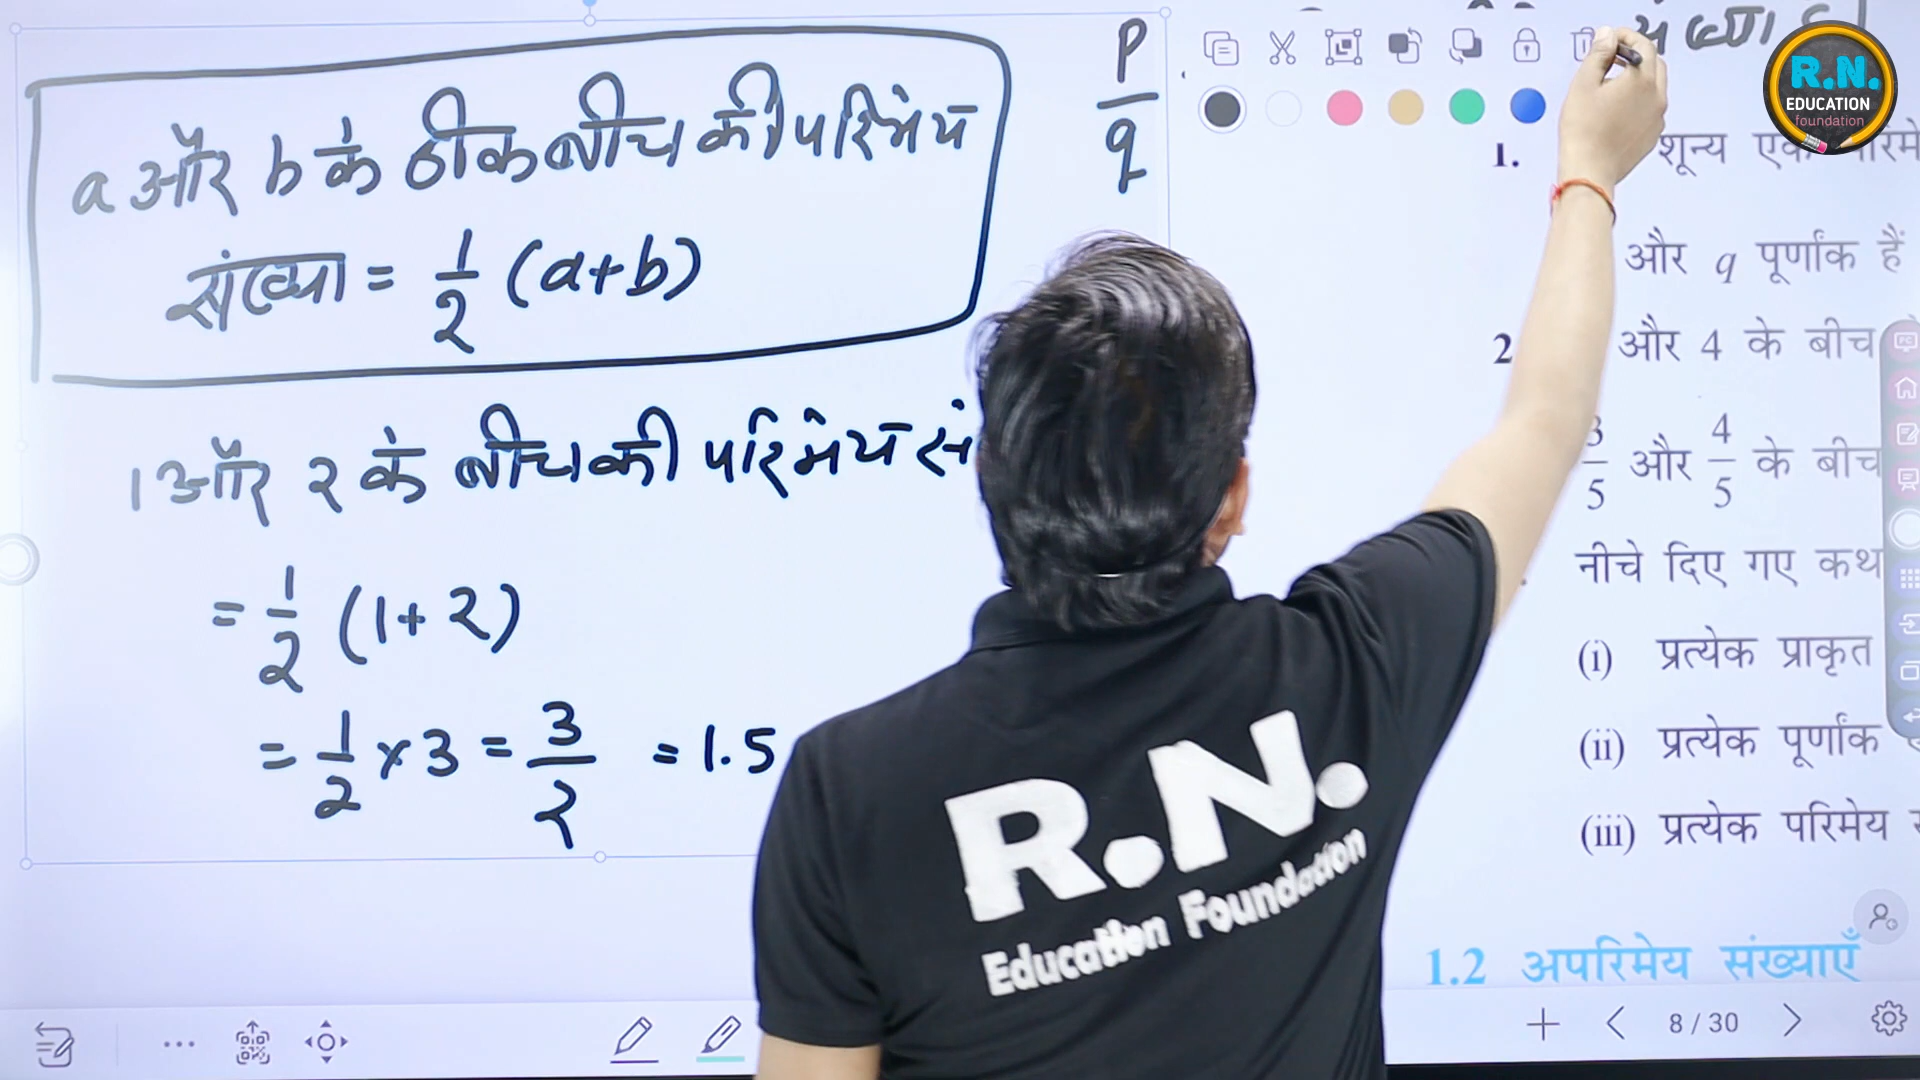 a और b के ठीक बीच की परिमेय
संख्या = 1/2 (a+b)
1 और 2 के बीच की परिमेय सं
= 1/2 (1+2)
= 1/2 × 3 = 3/2 = 1.5
p/q
R.N.
EDUCATION
foundation
1. शून्य एक
और q पूर्णांक हैं
2 और 4 के बीच
3/5 और 4/5 के बीच
नीचे दिए गए कथ
(i) प्रत्येक प्राकृत
(ii) प्रत्येक पूर्णांक
(iii) प्रत्येक परिमेय
1.2 अपरिमेय संख्याएँ
8 / 30
R.N.
Education Foundation